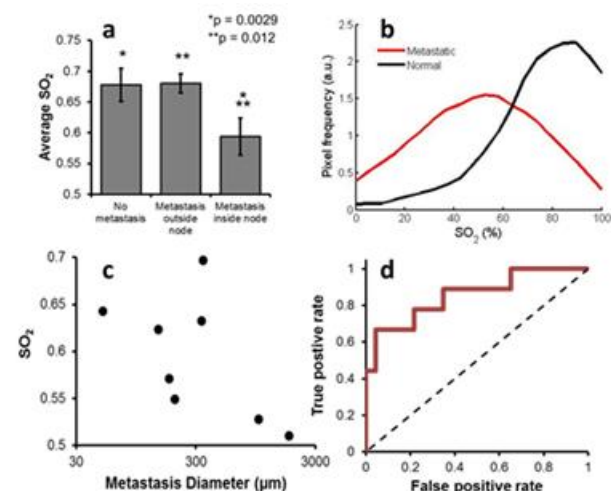 a
*p = 0.0029
**p = 0.012
0.75
0.7
0.65
0.6
0.55
0.5
Average SO2
*
**
*
**
No metastasis
Metastasis outside node
Metastasis inside node
b
Metastatic
Normal
2.5
2
1.5
1
0.5
0
Pixel frequency (a.u.)
0 20 40 60 80 100
SO2 (%)
c
0.7
0.65
0.6
0.55
0.5
SO2
30 300 3000
Metastasis Diameter (µm)
d
1
0.8
0.6
0.4
0.2
0
True postive rate
0 0.2 0.4 0.6 0.8 1
False positive rate